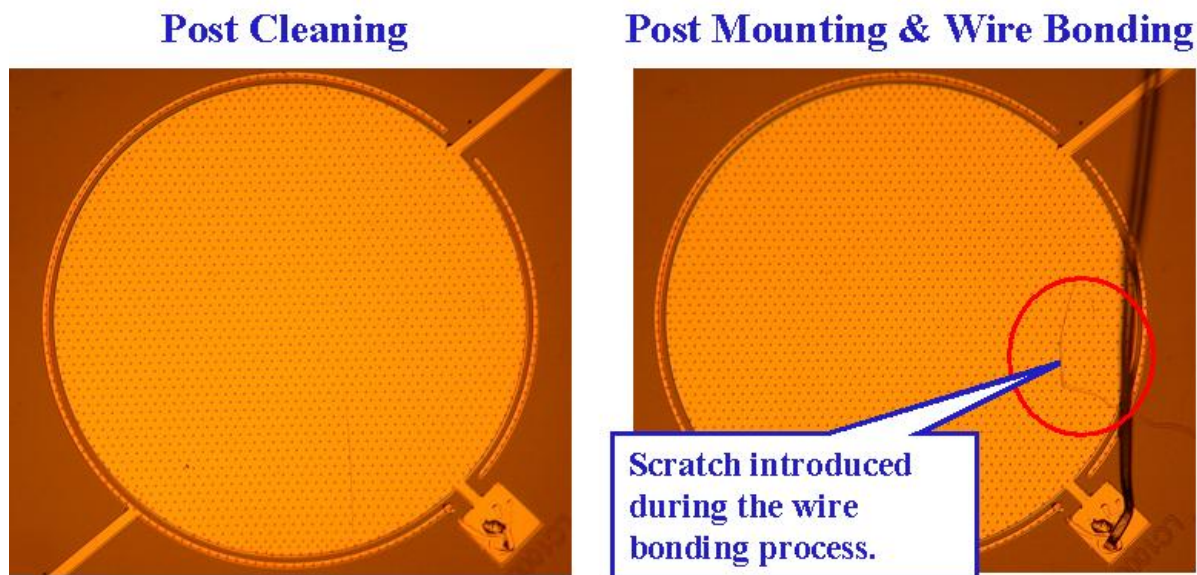 Post Cleaning
Post Mounting & Wire Bonding
Scratch introduced
during the wire
bonding process.